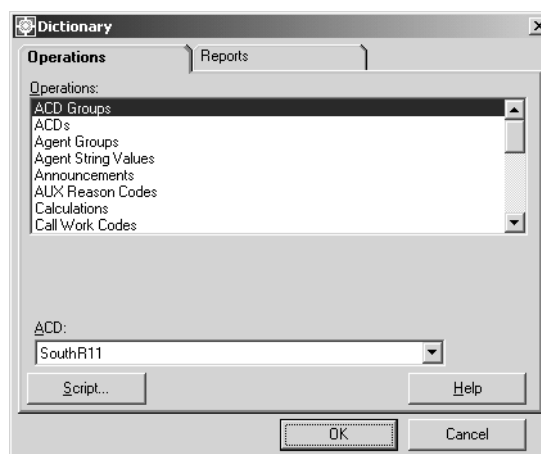 Dictionary
Operations Reports
Operations:
ACD Groups
ACDs
Agent Groups
Agent String Values
Announcements
AUX Reason Codes
Calculations
Call Work Codes
ACD:
SouthR11
Script... Help
OK Cancel